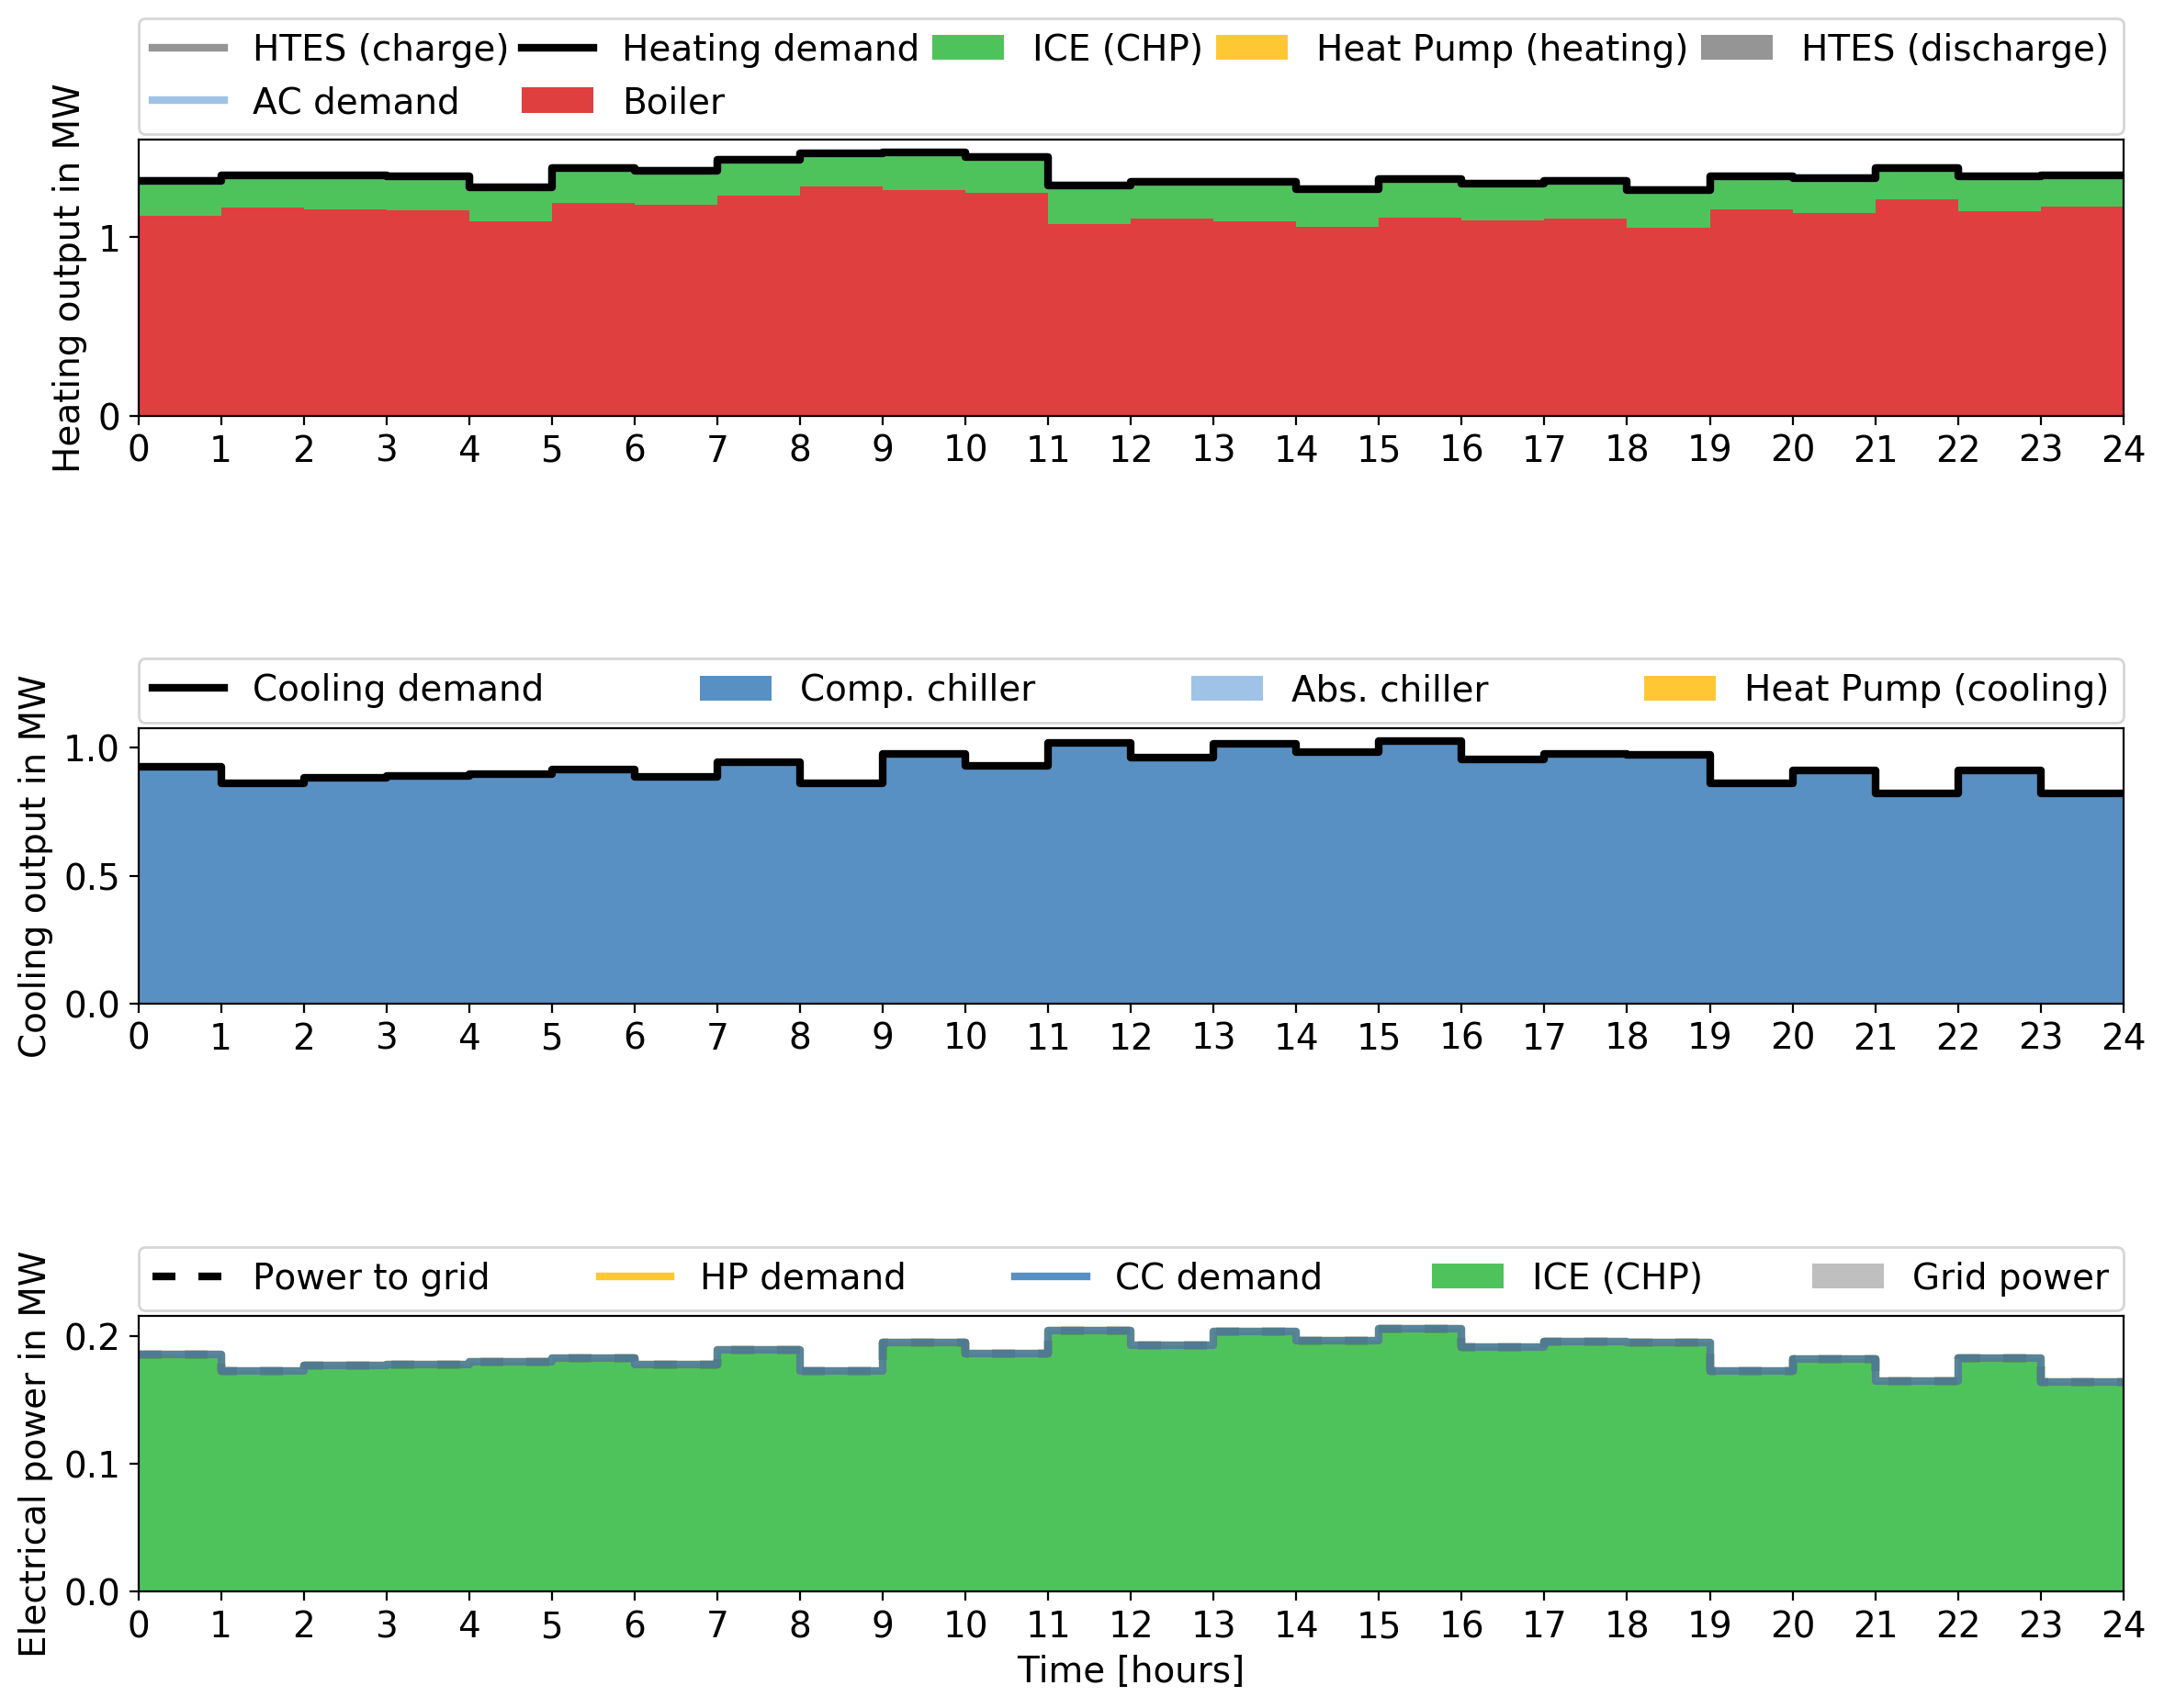 HTES (charge) Heating demand ICE (CHP) Heat Pump (heating) HTES (discharge)
AC demand Boiler
Heating output in MW
1
0
0 1 2 3 4 5 6 7 8 9 10 11 12 13 14 15 16 17 18 19 20 21 22 23 24
Cooling demand Comp. chiller Abs. chiller Heat Pump (cooling)
Cooling output in MW
1.0
0.5
0.0
0 1 2 3 4 5 6 7 8 9 10 11 12 13 14 15 16 17 18 19 20 21 22 23 24
Power to grid HP demand CC demand ICE (CHP) Grid power
Electrical power in MW
0.2
0.1
0.0
0 1 2 3 4 5 6 7 8 9 10 11 12 13 14 15 16 17 18 19 20 21 22 23 24
Time [hours]